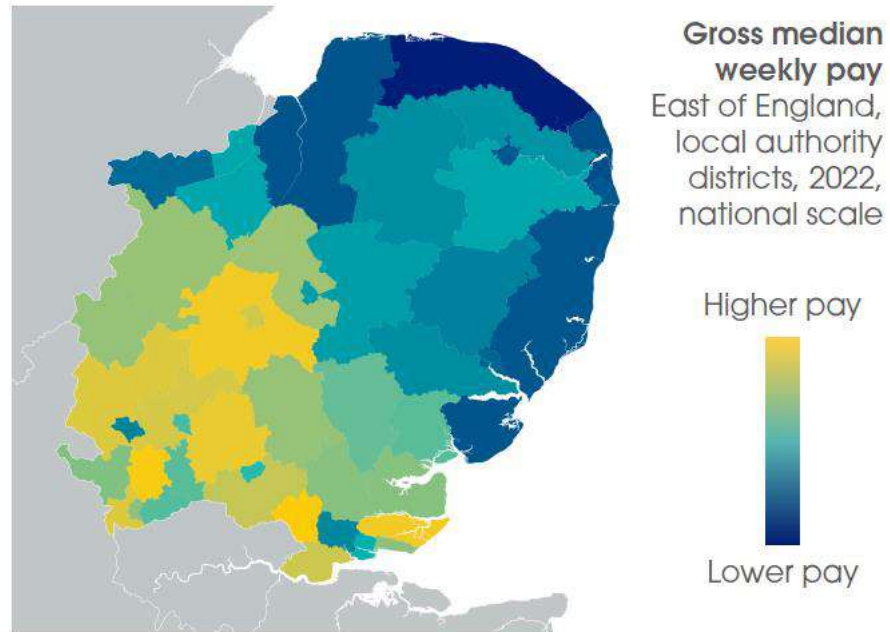 Gross median
weekly pay
East of England,
local authority
districts, 2022,
national scale
Higher pay
Lower pay